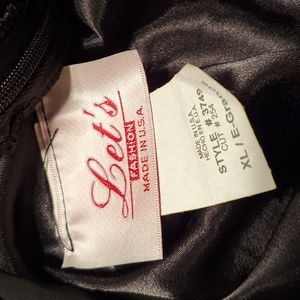 Let's
FASHION
MADE IN U.S.A.
MADE IN U.S.A.
HECHO EN E.U.A.
STYLE # 3749
CUT # 254
XL / E.Grande